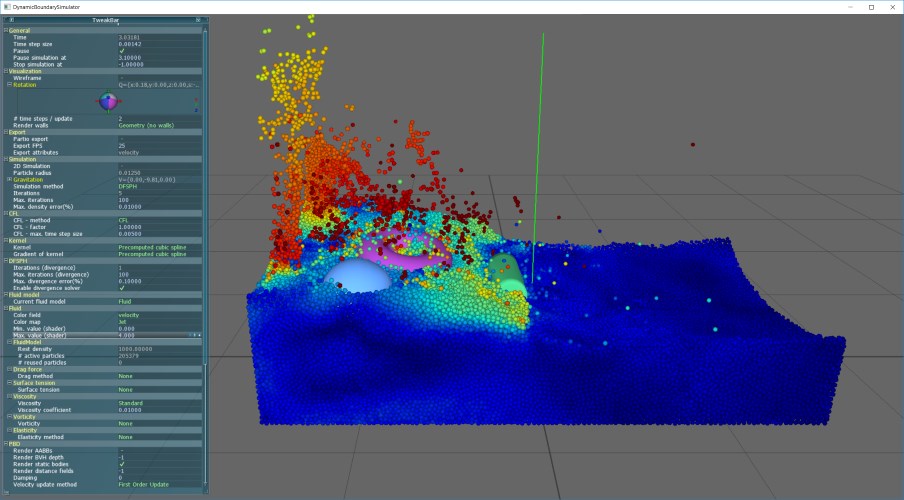 DynamicBoundarySimulator
TweakBar
General
Time 3.03181
Time step size 0.00142
Pause
Pause simulation at 3.10000
Stop simulation at -1.00000
Visualization
Wireframe -
Rotation
# time steps / update 2
Render walls Geometry (no walls)
Export
Partio export -
Export FPS 25
Export attributes velocity
Simulation
2D Simulation -
Particle radius 0.01250
Gravitation V={0.00,-9.81,0.00}
Simulation method DFSPH
Iterations 5
Max. iterations 100
Max. density error(%) 0.01000
CFL
CFL - method CFL
CFL - factor 1.00000
CFL - max. time step size 0.00500
Kernel
Kernel Precomputed cubic spline
Gradient of kernel Precomputed cubic spline
DFSPH
Iterations (divergence) 1
Max. iterations (divergence) 100
Max. divergence error(%) 0.10000
Enable divergence solver
Fluid model
Current fluid model Fluid
Fluid
Color field velocity
Color map Jet
Min. value (shader) 0.000
Max. value (shader) 4.000
FluidModel
Rest density 1000.00000
# active particles
# reused particles 0
Drag force
Drag method None
Surface tension
Surface tension None
Viscosity
Viscosity Standard
Viscosity coefficient 0.01000
Vorticity
Vorticity None
Elasticity
Elasticity method None
PBD
Render AABBs -
Render BVH depth -1
Render static bodies
Render distance fields -1
Damping 0
Velocity update method First Order Update